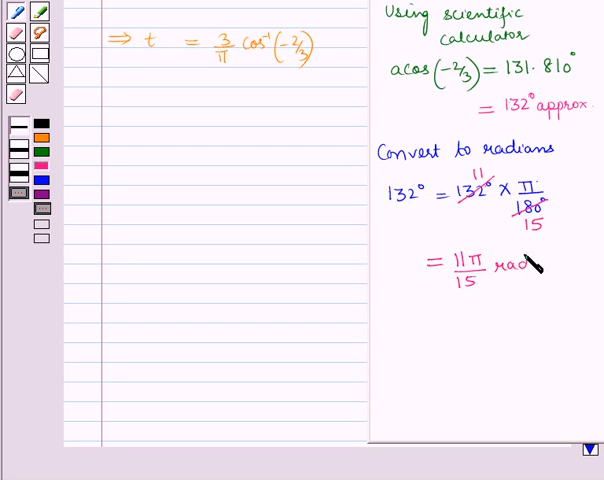 ⇒ t = 3/π cos⁻¹(-2/3)
Using scientific
calculator
acos(-2/3) = 131.810°
= 132° approx.
Convert to radians
11
132° = 132° × π/180°
15
= 11π/15 rad